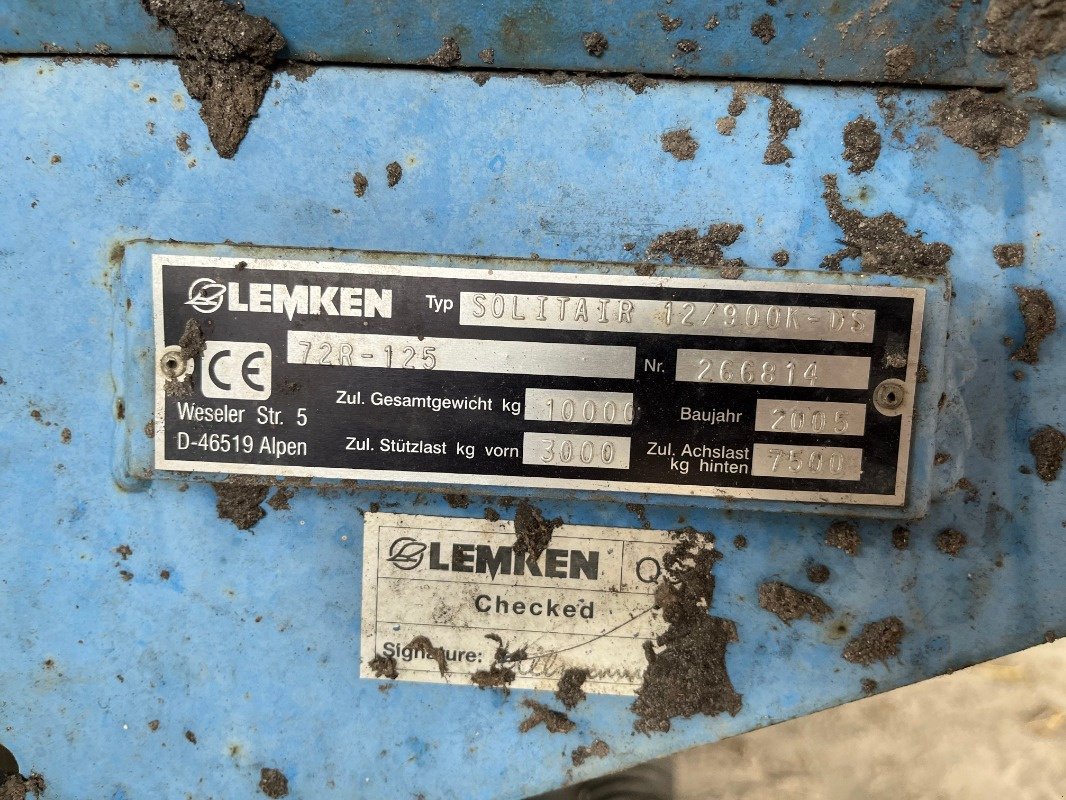 LEMKEN Typ SOLITAIR 12/900K-DS
72R-125 Nr. 266814
CE
Weseler Str. 5
D-46519 Alpen
Zul. Gesamtgewicht kg 10000 Baujahr 2005
Zul. Stützlast kg vorn 3000 Zul. Achslast kg hinten 7500
LEMKEN Q
Checked
Signature: